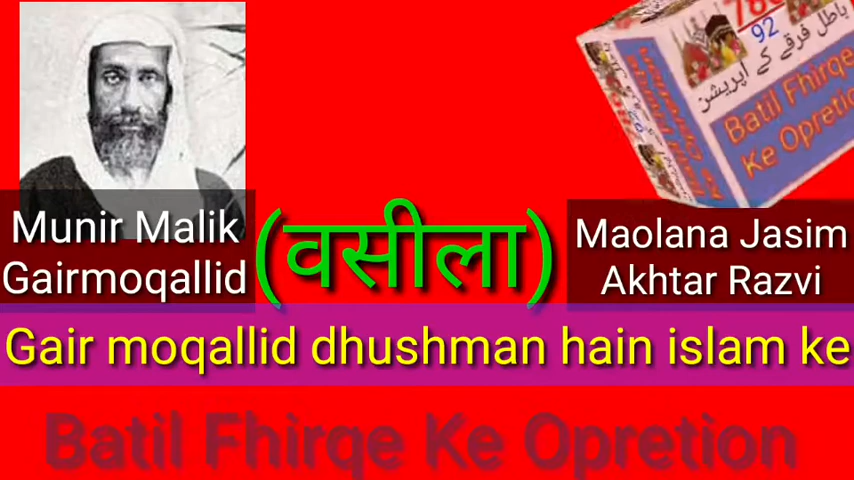 786
92
باطل فرقے کے آپریشن
Batil Fhirqe
Ke Opretion
Munir Malik
Gairmoqallid
(वसीला)
Maolana Jasim
Akhtar Razvi
Gair moqallid dhushman hain islam ke
Batil Fhirqe Ke Opretion